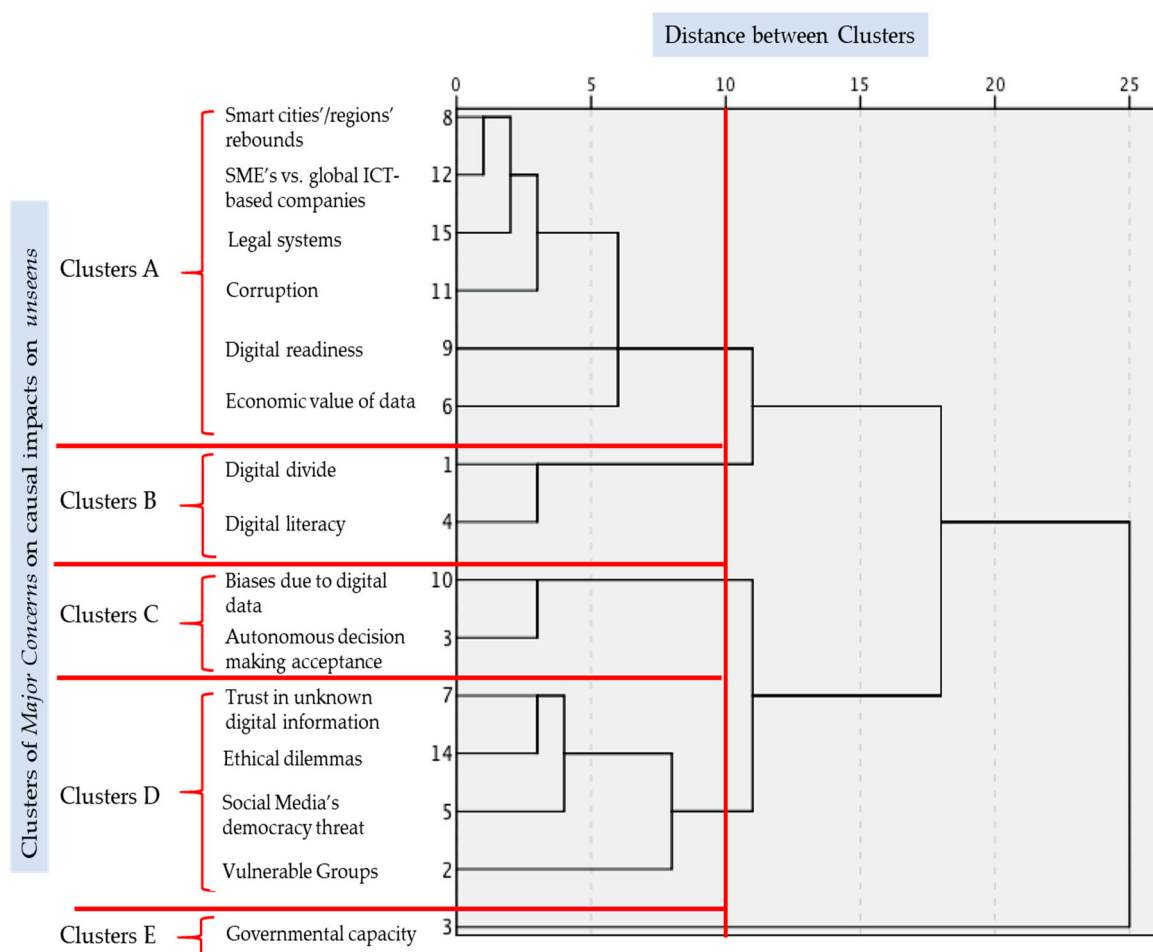 Distance between Clusters
0 5 10 15 20 25
Clusters of Major Concerns on causal impacts on unseens
Clusters A
Smart cities'/regions'
rebounds
8
SME's vs. global ICT-
based companies
12
Legal systems
15
Corruption
11
Digital readiness
9
Economic value of data
6
Clusters B
Digital divide
1
Digital literacy
4
Clusters C
Biases due to digital
data
10
Autonomous decision
making acceptance
3
Clusters D
Trust in unknown
digital information
7
Ethical dilemmas
14
Social Media's
democracy threat
5
Vulnerable Groups
2
Clusters E
Governmental capacity
3